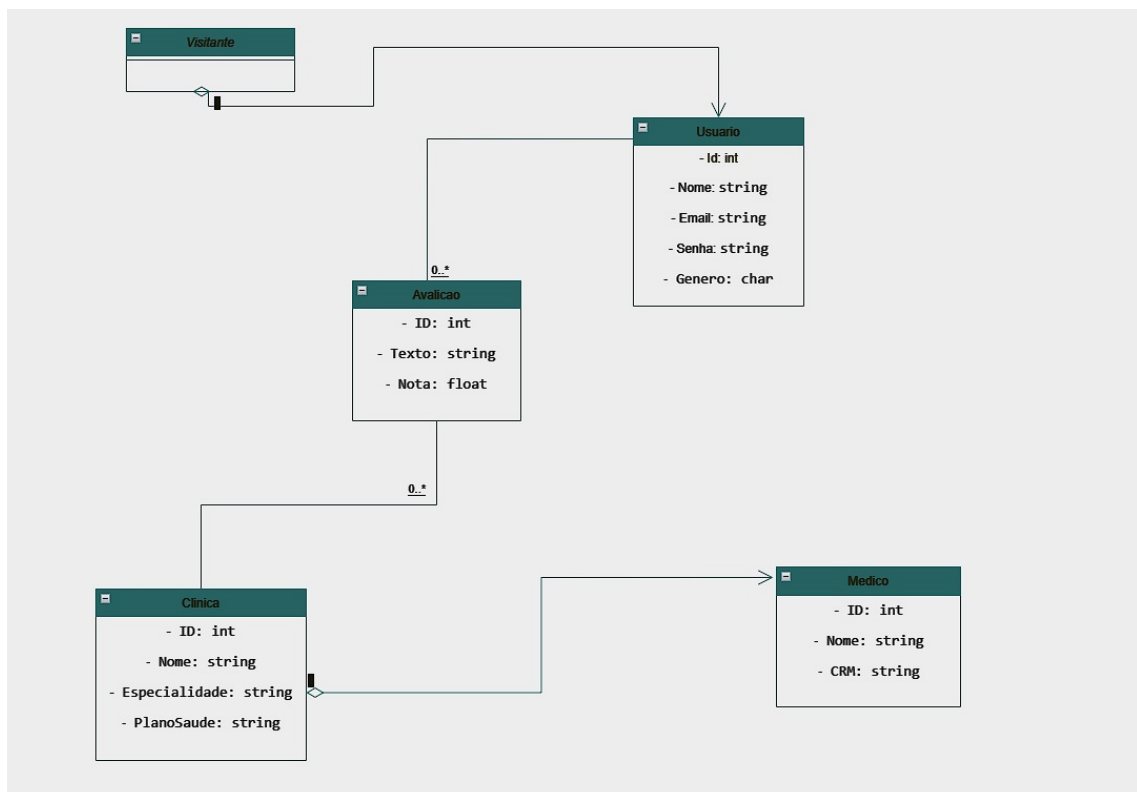 Visitante
Usuario
- Id: int
- Nome: string
- Email: string
- Senha: string
- Genero: char
0..*
Avalicao
- ID: int
- Texto: string
- Nota: float
0..*
Clinica
- ID: int
- Nome: string
- Especialidade: string
- PlanoSaude: string
Medico
- ID: int
- Nome: string
- CRM: string